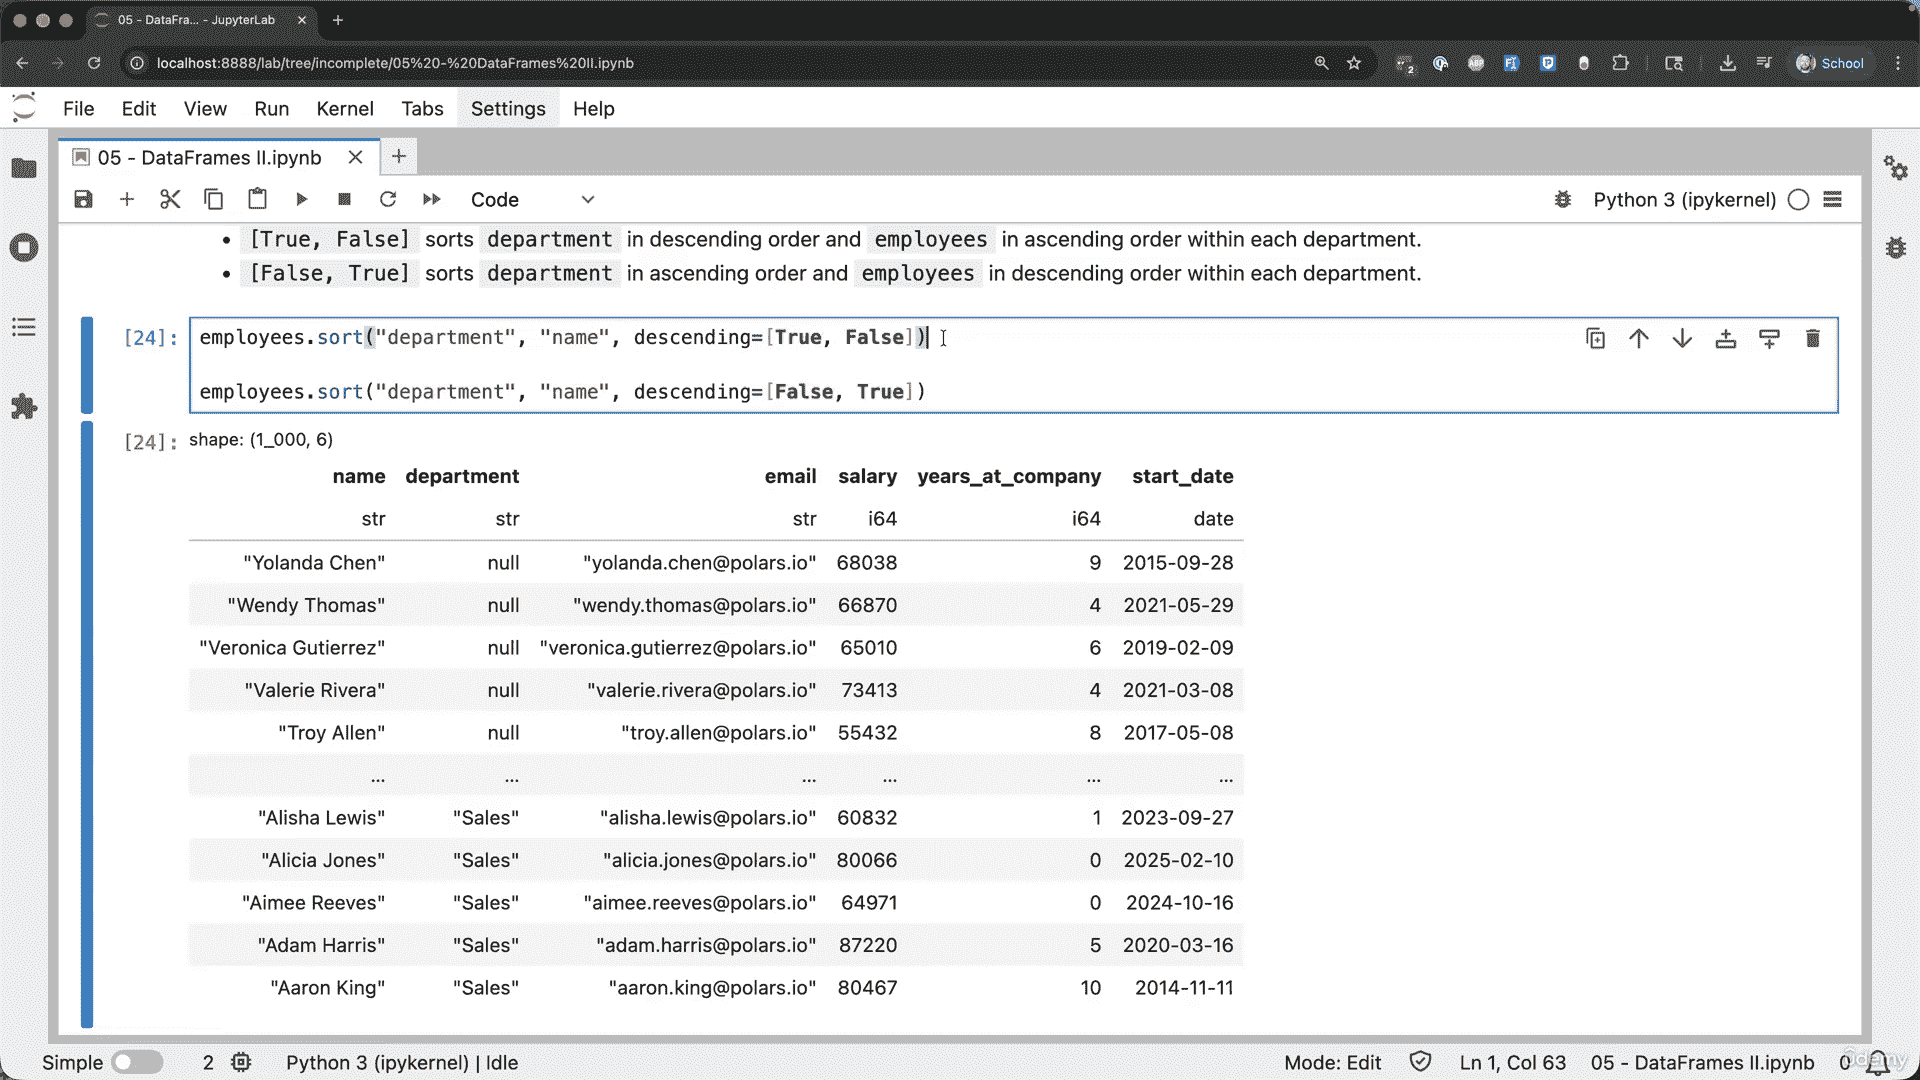 05 - DataFra... - JupyterLab
localhost:8888/lab/tree/incomplete/05%20-%20DataFrames%20II.ipynb
2
ABP
School
File Edit View Run Kernel Tabs Settings Help
05 - DataFrames II.ipynb
Code
Python 3 (ipykernel)
• [True, False] sorts department in descending order and employees in ascending order within each department.
• [False, True] sorts department in ascending order and employees in descending order within each department.
[24]: employees.sort("department", "name", descending=[True, False])
employees.sort("department", "name", descending=[False, True])
[24]: shape: (1_000, 6)
name department email salary years_at_company start_date
str str str i64 i64 date
"Yolanda Chen" null "yolanda.chen@polars.io" 68038 9 2015-09-28
"Wendy Thomas" null "wendy.thomas@polars.io" 66870 4 2021-05-29
"Veronica Gutierrez" null "veronica.gutierrez@polars.io" 65010 6 2019-02-09
"Valerie Rivera" null "valerie.rivera@polars.io" 73413 4 2021-03-08
"Troy Allen" null "troy.allen@polars.io" 55432 8 2017-05-08
... ... ... ... ... ...
"Alisha Lewis" "Sales" "alisha.lewis@polars.io" 60832 1 2023-09-27
"Alicia Jones" "Sales" "alicia.jones@polars.io" 80066 0 2025-02-10
"Aimee Reeves" "Sales" "aimee.reeves@polars.io" 64971 0 2024-10-16
"Adam Harris" "Sales" "adam.harris@polars.io" 87220 5 2020-03-16
"Aaron King" "Sales" "aaron.king@polars.io" 80467 10 2014-11-11
Simple 2 Python 3 (ipykernel) | Idle Mode: Edit Ln 1, Col 63 05 - DataFrames II.ipynb 0
udemy